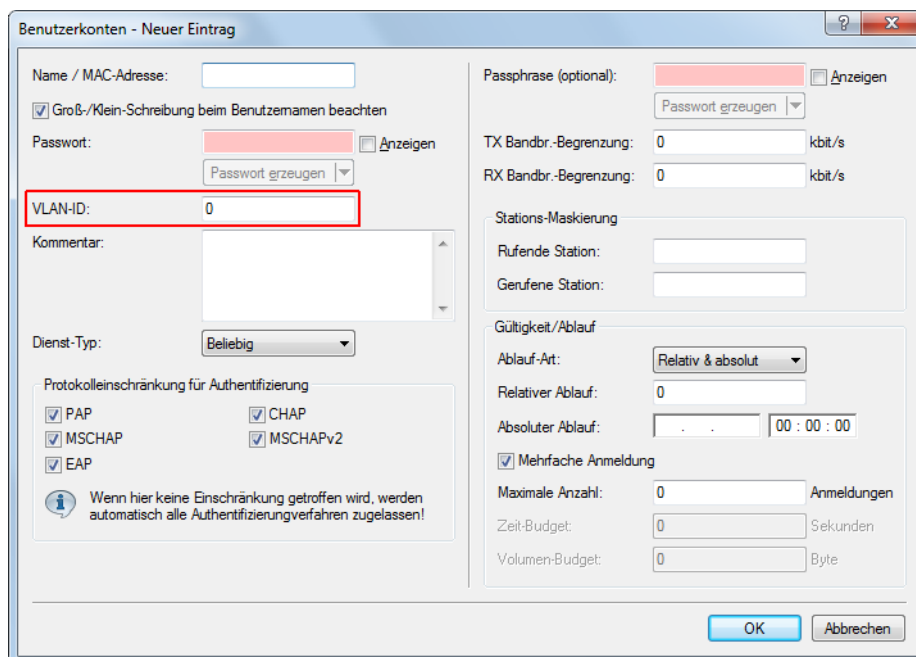 Benutzerkonten - Neuer Eintrag
Name / MAC-Adresse:
Groß-/Klein-Schreibung beim Benutzernamen beachten
Passwort:
Anzeigen
Passwort erzeugen
VLAN-ID:
0
Kommentar:
Dienst-Typ:
Beliebig
Protokolleinschränkung für Authentifizierung
PAP
CHAP
MSCHAP
MSCHAPv2
EAP
Wenn hier keine Einschränkung getroffen wird, werden
automatisch alle Authentifizierungverfahren zugelassen!
Passphrase (optional):
Anzeigen
Passwort erzeugen
TX Bandbr.-Begrenzung:
0
kbit/s
RX Bandbr.-Begrenzung:
0
kbit/s
Stations-Maskierung
Rufende Station:
Gerufene Station:
Gültigkeit/Ablauf
Ablauf-Art:
Relativ & absolut
Relativer Ablauf:
0
Absoluter Ablauf:
. .
00 : 00 : 00
Mehrfache Anmeldung
Maximale Anzahl:
0
Anmeldungen
Zeit-Budget:
0
Sekunden
Volumen-Budget:
0
Byte
OK
Abbrechen